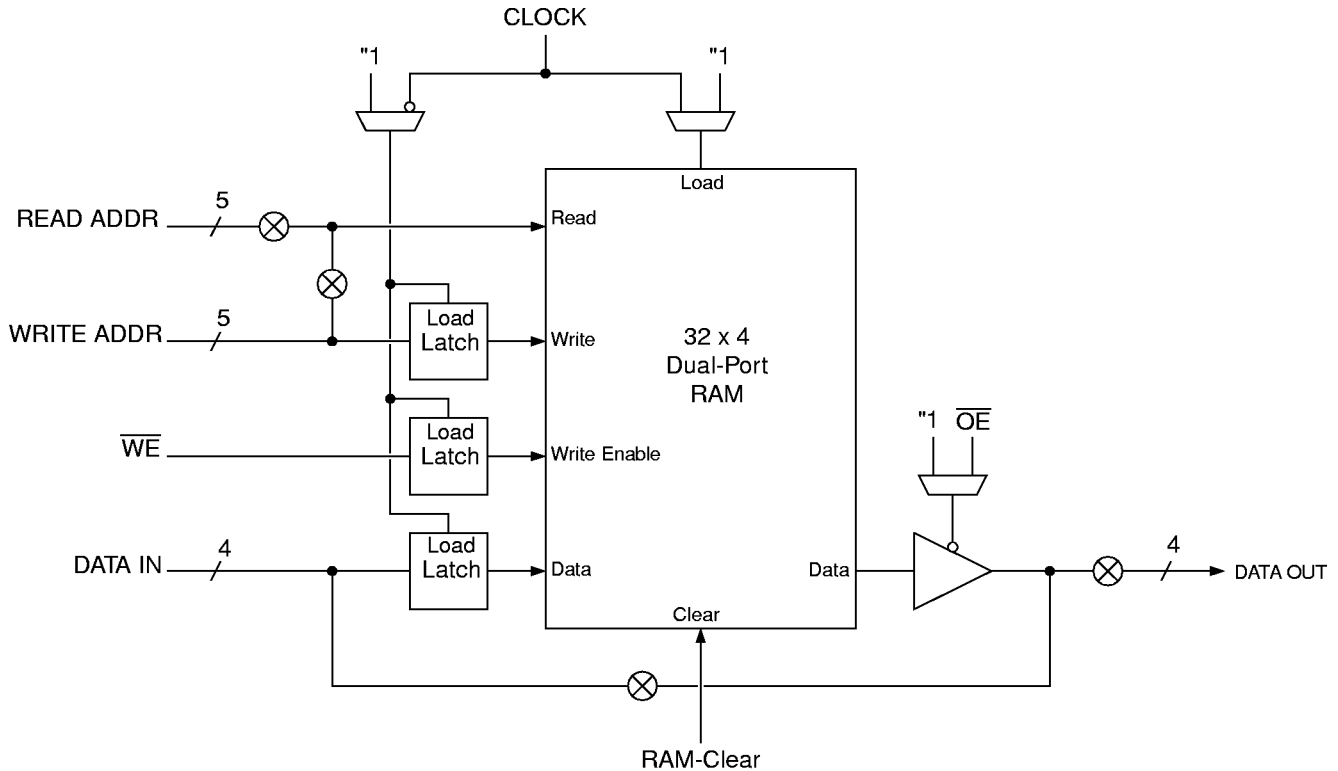 CLOCK
"1
"1
Load
READ ADDR
5
Read
WRITE ADDR
5
Load
Latch
Write
32 x 4
Dual-Port
RAM
WE
Load
Latch
Write Enable
"1
OE
DATA IN
4
Load
Latch
Data
Data
4
DATA OUT
Clear
RAM-Clear